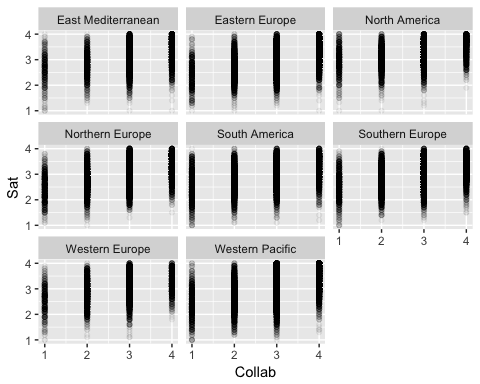 East Mediterranean Eastern Europe North America
4
3
2
1
Northern Europe South America Southern Europe
4
3
2
1
1 2 3 4
Western Europe Western Pacific
4
3
2
1
1 2 3 4 1 2 3 4
Sat
Collab